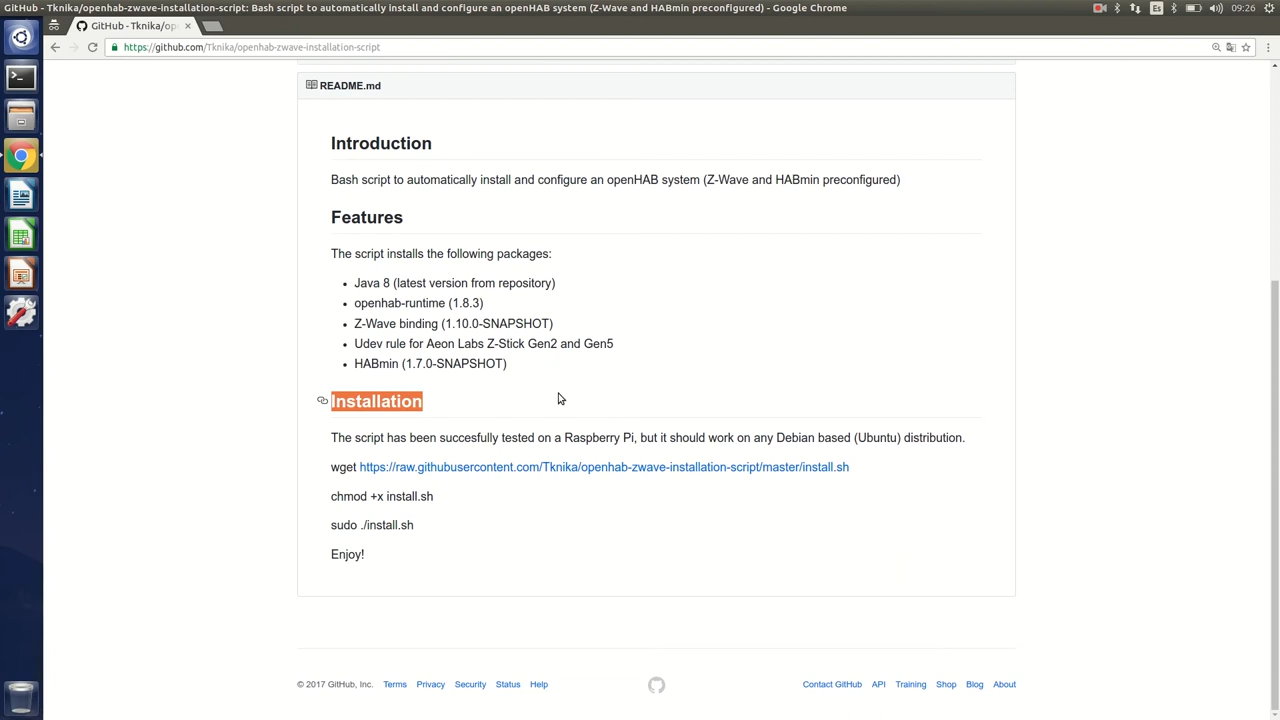 GitHub - Tknika/openhab-zwave-installation-script: Bash script to automatically install and configure an openHAB system (Z-Wave and HABmin preconfigured) - Google Chrome
Es
09:26
GitHub - Tknika/op
https://github.com/Tknika/openhab-zwave-installation-script
README.md
Introduction
Bash script to automatically install and configure an openHAB system (Z-Wave and HABmin preconfigured)
Features
The script installs the following packages:
• Java 8 (latest version from repository)
• openhab-runtime (1.8.3)
• Z-Wave binding (1.10.0-SNAPSHOT)
• Udev rule for Aeon Labs Z-Stick Gen2 and Gen5
• HABmin (1.7.0-SNAPSHOT)
Installation
The script has been succesfully tested on a Raspberry Pi, but it should work on any Debian based (Ubuntu) distribution.
wget https://raw.githubusercontent.com/Tknika/openhab-zwave-installation-script/master/install.sh
chmod +x install.sh
sudo ./install.sh
Enjoy!
© 2017 GitHub, Inc. Terms Privacy Security Status Help Contact GitHub API Training Shop Blog About